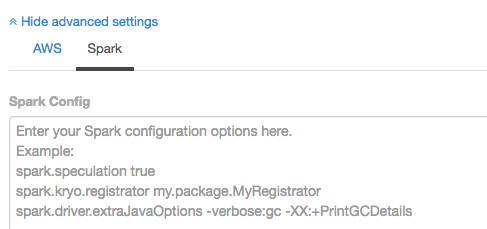 Hide advanced settings
AWS Spark
Spark Config
Enter your Spark configuration options here.
Example:
spark.speculation true
spark.kryo.registrator my.package.MyRegistrator
spark.driver.extraJavaOptions -verbose:gc -XX:+PrintGCDetails